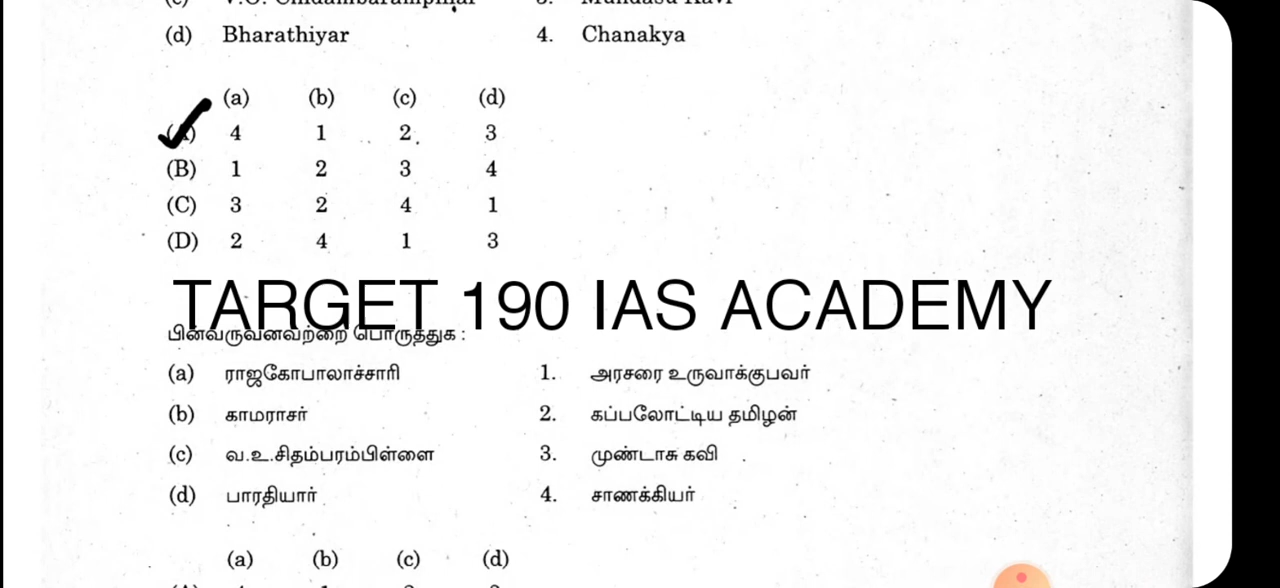 (d) Bharathiyar 4. Chanakya
(a) (b) (c) (d)
(A) 4 1 2 3
(B) 1 2 3 4
(C) 3 2 4 1
(D) 2 4 1 3
TARGET 190 IAS ACADEMY
பின்வருவனவற்றை பொருத்துக :
(a) ராஜகோபாலாச்சாரி 1. அரசரை உருவாக்குபவர்
(b) காமராசர் 2. கப்பலோட்டிய தமிழன்
(c) வ.உ.சிதம்பரம்பிள்ளை 3. முண்டாசு கவி
(d) பாரதியார் 4. சாணக்கியர்
(a) (b) (c) (d)